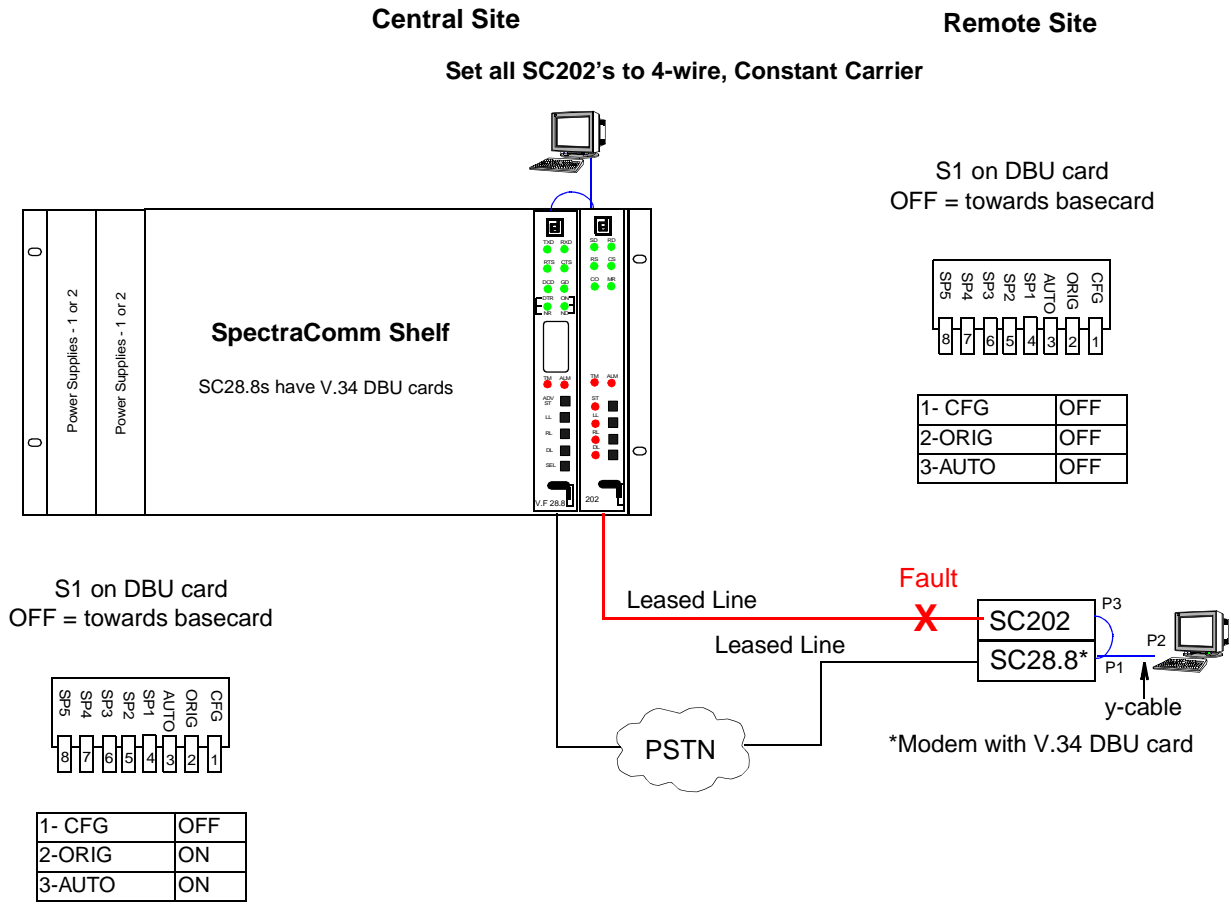 Central Site
Remote Site
Set all SC202's to 4-wire, Constant Carrier
S1 on DBU card
OFF = towards basecard
SP5 SP4 SP3 SP2 SP1 AUTO ORIG CFG
8 7 6 5 4 3 2 1
1- CFG OFF
2-ORIG OFF
3-AUTO OFF
Power Supplies - 1 or 2
Power Supplies - 1 or 2
SpectraComm Shelf
SC28.8s have V.34 DBU cards
TXD RXD
RTS CTS
DCD GD
DTR ON
NR ND
TM ALM
ADV
ST
LL
RL
DL
SEL
V.F 28.8
SD RD
RS CS
CO MR
TM ALM
ST
LL
RL
DL
202
S1 on DBU card
OFF = towards basecard
SP5 SP4 SP3 SP2 SP1 AUTO ORIG CFG
8 7 6 5 4 3 2 1
1- CFG OFF
2-ORIG ON
3-AUTO ON
Fault
X
Leased Line
Leased Line
SC202
SC28.8*
P3
P2
P1
y-cable
*Modem with V.34 DBU card
PSTN